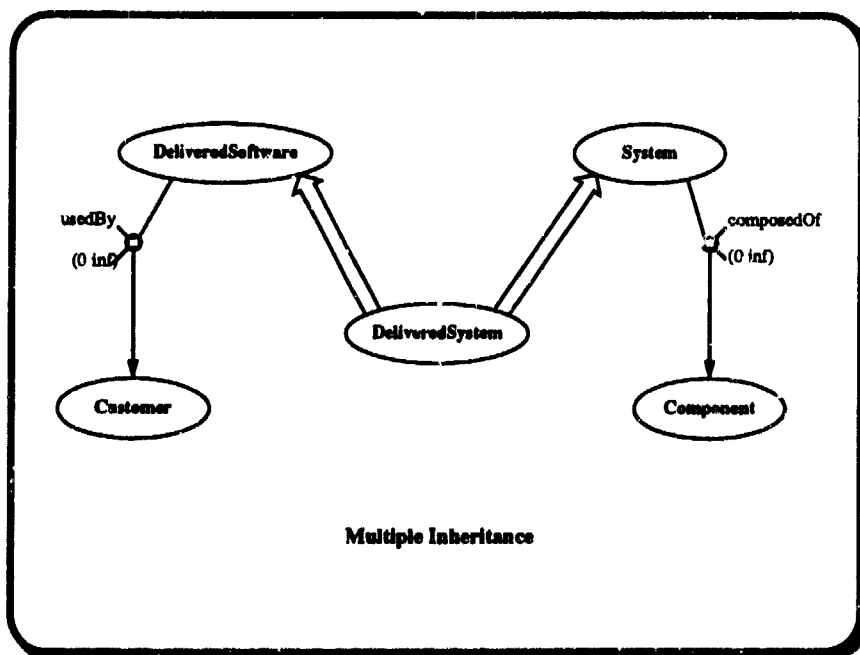 DeliveredSoftware
System
usedBy
(0 inf)
composedOf
(0 inf)
DeliveredSystem
Customer
Component
Multiple Inheritance